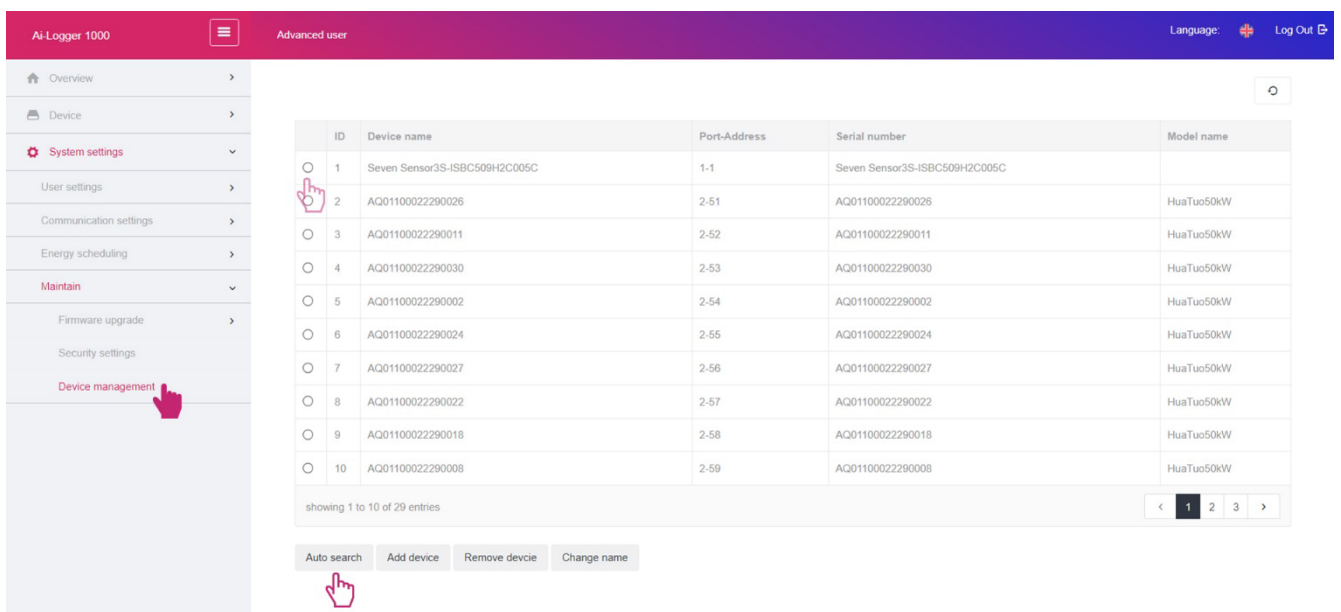 Ai-Logger 1000
Advanced user
Language:
Log Out
Overview
Device
System settings
User settings
Communication settings
Energy scheduling
Maintain
Firmware upgrade
Security settings
Device management
ID Device name Port-Address Serial number Model name
1 Seven Sensor3S-ISBC509H2C005C 1-1 Seven Sensor3S-ISBC509H2C005C
2 AQ01100022290026 2-51 AQ01100022290026 HuaTuo50kW
3 AQ01100022290011 2-52 AQ01100022290011 HuaTuo50kW
4 AQ01100022290030 2-53 AQ01100022290030 HuaTuo50kW
5 AQ01100022290002 2-54 AQ01100022290002 HuaTuo50kW
6 AQ01100022290024 2-55 AQ01100022290024 HuaTuo50kW
7 AQ01100022290027 2-56 AQ01100022290027 HuaTuo50kW
8 AQ01100022290022 2-57 AQ01100022290022 HuaTuo50kW
9 AQ01100022290018 2-58 AQ01100022290018 HuaTuo50kW
10 AQ01100022290008 2-59 AQ01100022290008 HuaTuo50kW
showing 1 to 10 of 29 entries
< 1 2 3 >
Auto search Add device Remove devcie Change name